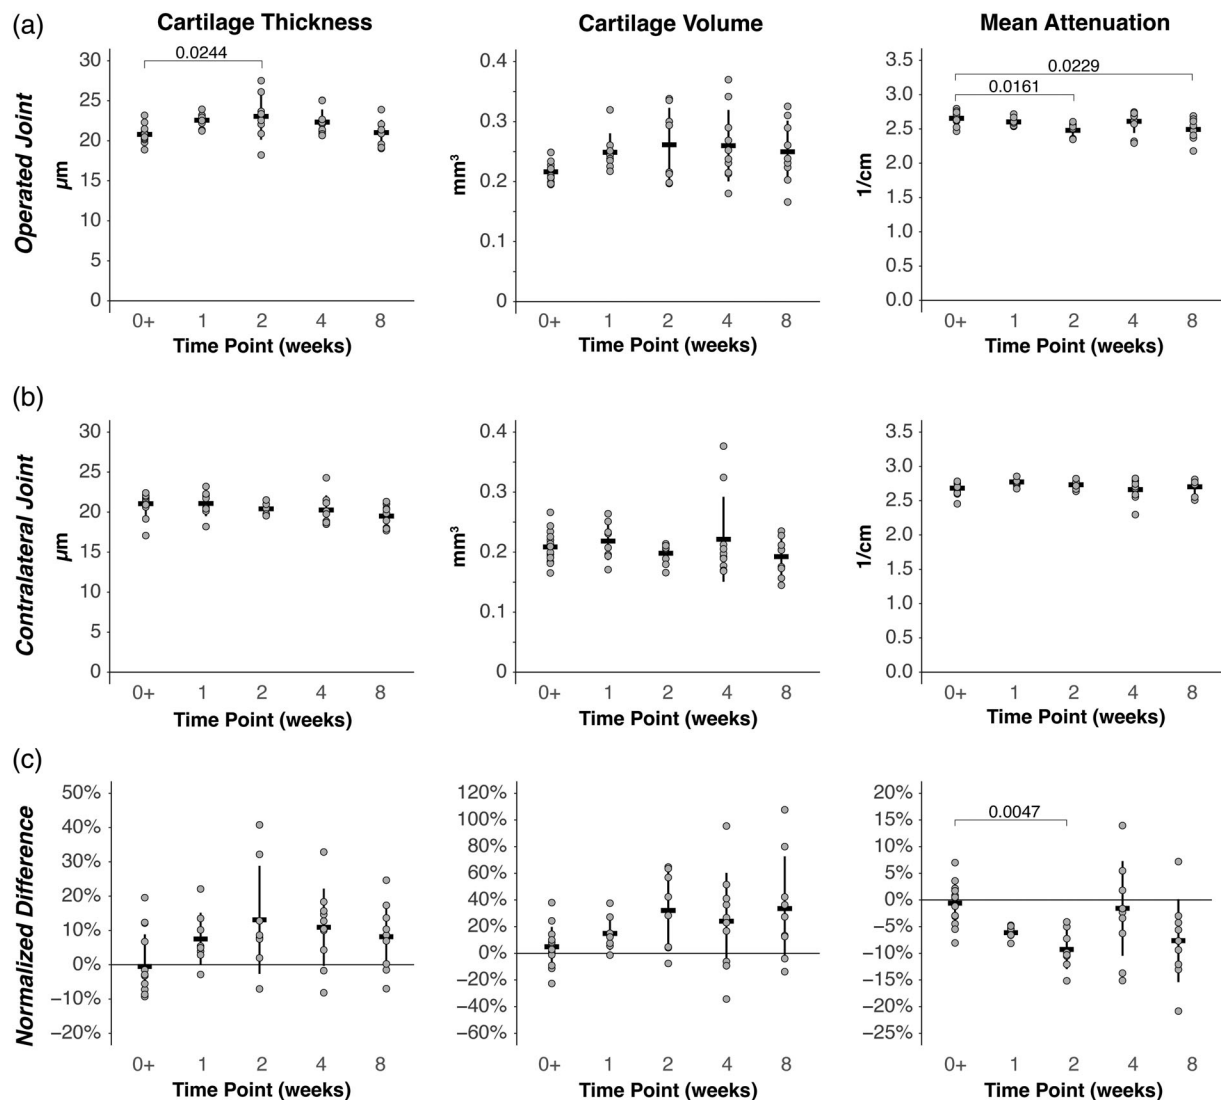 (a)
Cartilage Thickness
Cartilage Volume
Mean Attenuation
Operated Joint
30
25
20
15
10
5
0
µm
0.0244
0+ 1 2 4 8
Time Point (weeks)
0.4
0.3
0.2
0.1
0
mm³
0+ 1 2 4 8
Time Point (weeks)
3.5
3.0
2.5
2.0
1.5
1.0
0.5
0.0
1/cm
0.0229
0.0161
0+ 1 2 4 8
Time Point (weeks)
(b)
Contralateral Joint
30
25
20
15
10
5
0
µm
0+ 1 2 4 8
Time Point (weeks)
0.4
0.3
0.2
0.1
0
mm³
0+ 1 2 4 8
Time Point (weeks)
3.5
3.0
2.5
2.0
1.5
1.0
0.5
0.0
1/cm
0+ 1 2 4 8
Time Point (weeks)
(c)
Normalized Difference
50%
40%
30%
20%
10%
0%
−10%
−20%
0+ 1 2 4 8
Time Point (weeks)
120%
100%
80%
60%
40%
20%
0%
−20%
−40%
−60%
0+ 1 2 4 8
Time Point (weeks)
20%
15%
10%
5%
0%
−5%
−10%
−15%
−20%
−25%
0.0047
0+ 1 2 4 8
Time Point (weeks)